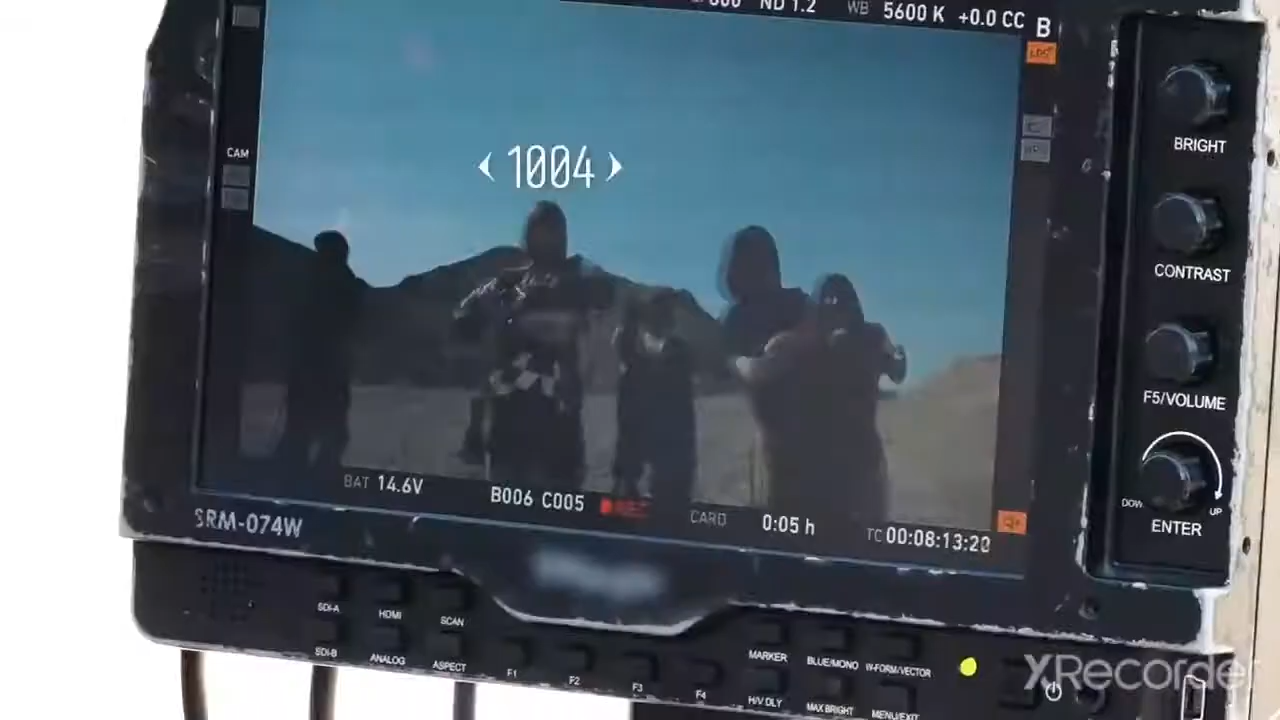 ND 1.2 WB 5600 K +0.0 CC B
CAM
BRIGHT
‹ 1004 ›
CONTRAST
F5/VOLUME
DOWN UP
ENTER
BAT 14.6V B006 C005 REC CARD 0:05 h TC 00:08:13:20
SRM-074W
SDI-A HDMI SCAN
SDI-B ANALOG ASPECT F1 F2 F3 F4
MARKER BLUE/MONO W-FORM/VECTOR
H/V DLY MAX BRIGHT MENU/EXIT
XRecorder